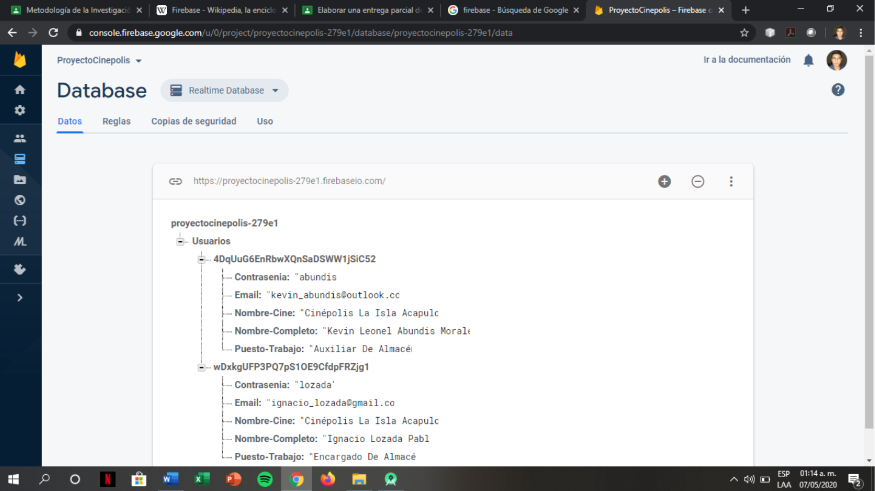 Metodología de la Investigació
Firebase - Wikipedia, la enciclo
Elaborar una entrega parcial d
firebase - Búsqueda de Google
ProyectoCinepolis – Firebase c
console.firebase.google.com/u/0/project/proyectocinepolis-279e1/database/proyectocinepolis-279e1/data
ProyectoCinepolis
Ir a la documentación
Database
Realtime Database
Datos
Reglas
Copias de seguridad
Uso
https://proyectocinepolis-279e1.firebaseio.com/
proyectocinepolis-279e1
Usuarios
4DqUuG6EnRbwXQnSaDSWW1jSiC52
Contrasenia: "abundis
Email: "kevin_abundis@outlook.cc
Nombre-Cine: "Cinépolis La Isla Acapulc
Nombre-Completo: "Kevin Leonel Abundis Morale
Puesto-Trabajo: "Auxiliar De Almacér
wDxkgUFP3PQ7pS1OE9CfdpFRZjg1
Contrasenia: "lozada'
Email: "ignacio_lozada@gmail.co
Nombre-Cine: "Cinépolis La Isla Acapulc
Nombre-Completo: "Ignacio Lozada Pabl
Puesto-Trabajo: "Encargado De Almacé
ESP
LAA
01:14 a. m.
07/05/2020